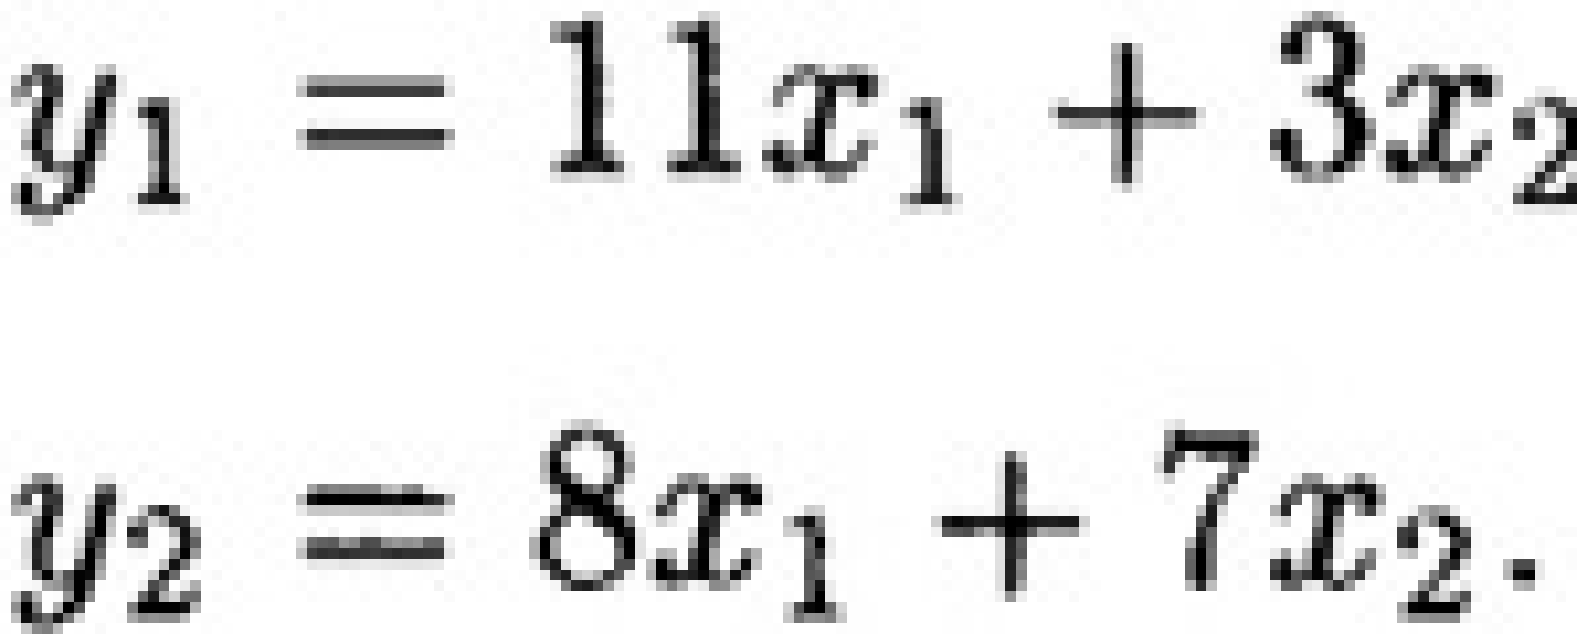 y₁ = 11x₁ + 3x₂
y₂ = 8x₁ + 7x₂.